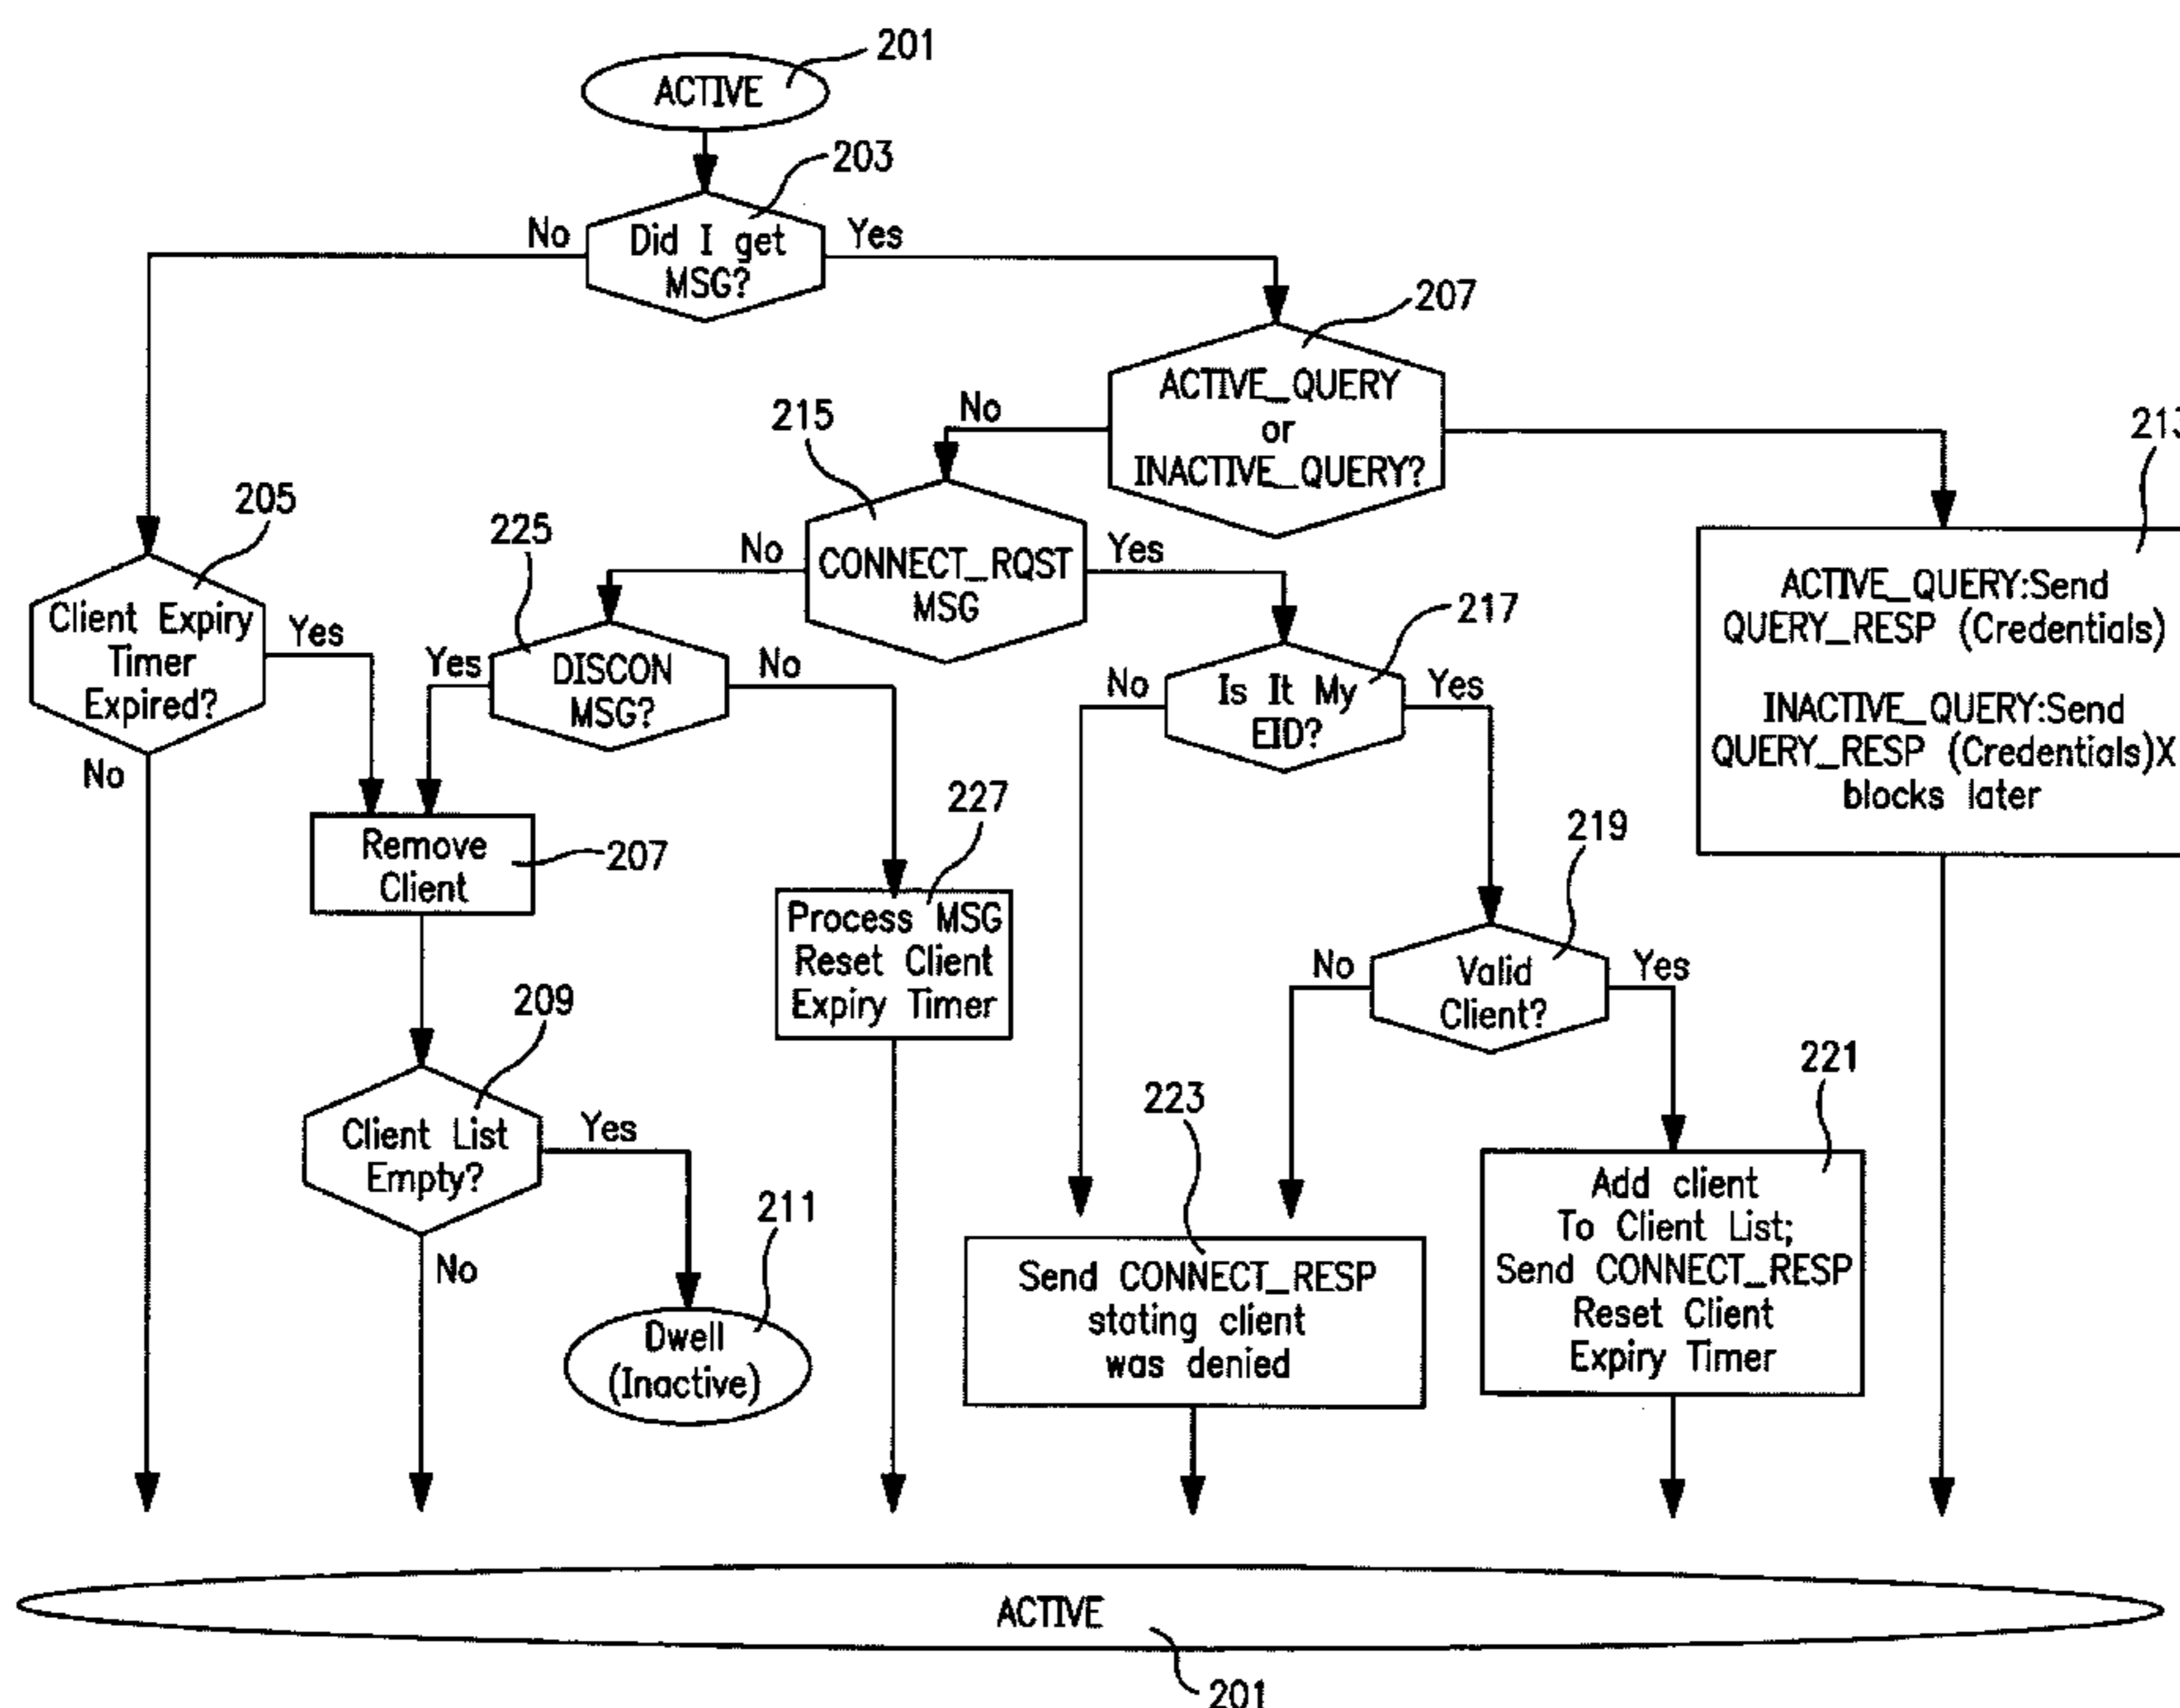 201
ACTIVE
203
Did I get
MSG?
No
Yes
207
ACTIVE_QUERY
or
INACTIVE_QUERY?
No
213
215
CONNECT_RQST
MSG
No
Yes
205
Client Expiry
Timer
Expired?
Yes
No
225
DISCON
MSG?
Yes
No
217
Is It My
EID?
No
Yes
ACTIVE_QUERY:Send
QUERY_RESP (Credentials)
INACTIVE_QUERY:Send
QUERY_RESP (Credentials)X
blocks later
Remove
Client
207
227
Process MSG
Reset Client
Expiry Timer
219
Valid
Client?
No
Yes
209
Client List
Empty?
Yes
No
211
Dwell
(Inactive)
223
Send CONNECT_RESP
stating client
was denied
221
Add client
To Client List;
Send CONNECT_RESP
Reset Client
Expiry Timer
ACTIVE
201